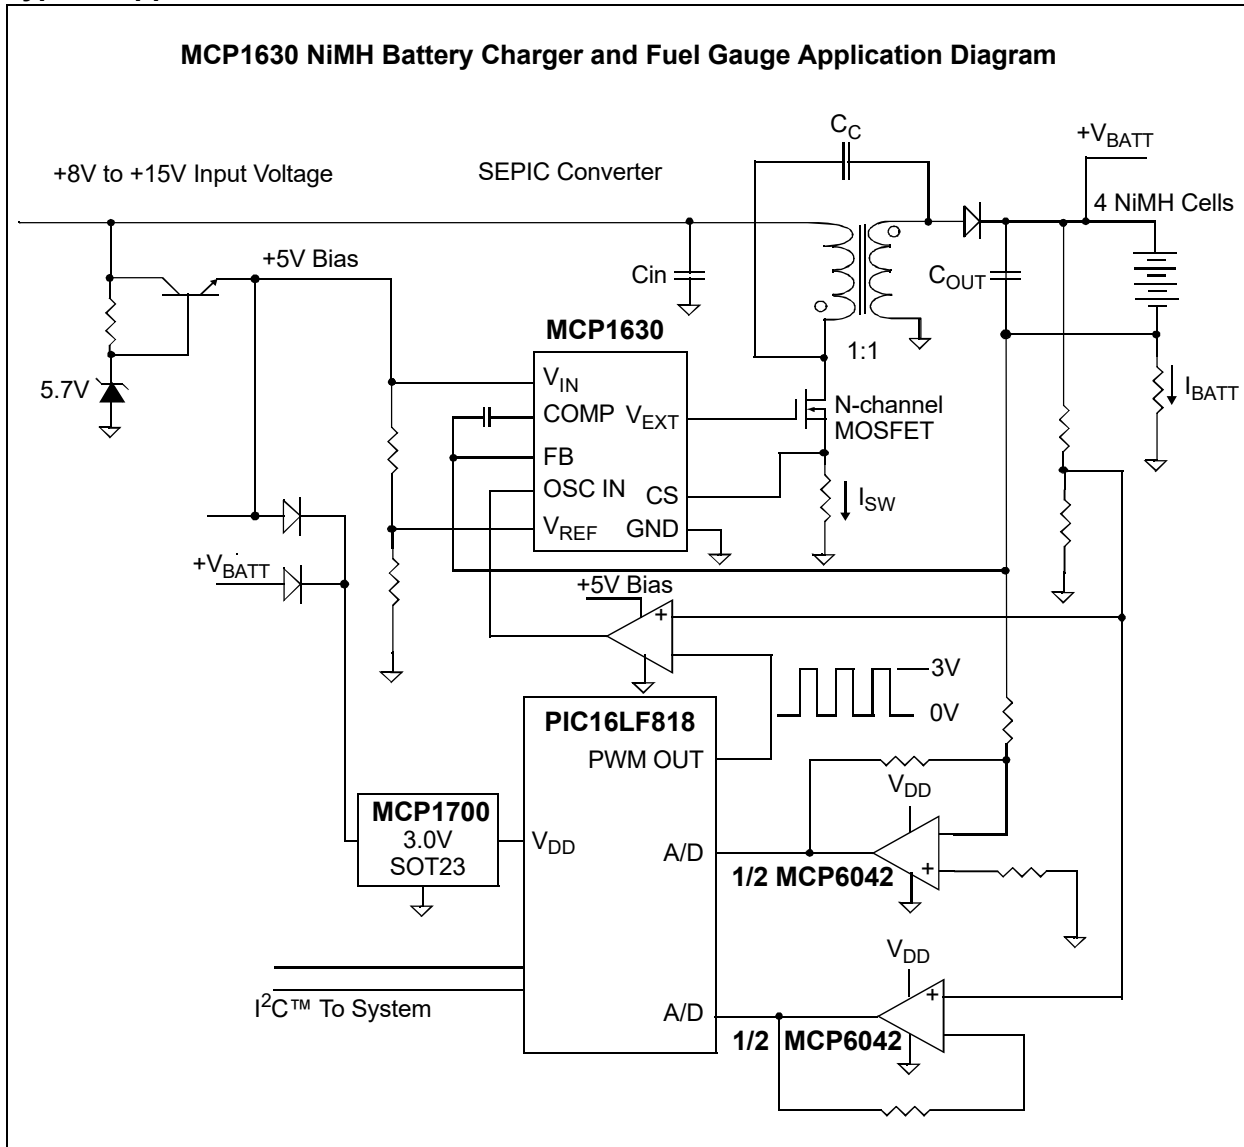 MCP1630 NiMH Battery Charger and Fuel Gauge Application Diagram
CC
+VBATT
+8V to +15V Input Voltage
SEPIC Converter
4 NiMH Cells
+5V Bias
Cin
COUT
MCP1630
1:1
5.7V
VIN
COMP
VEXT
FB
OSC IN
CS
VREF
GND
N-channel
MOSFET
IBATT
ISW
+VBATT
+5V Bias
+
3V
0V
PIC16LF818
PWM OUT
VDD
A/D
A/D
MCP1700
3.0V
SOT23
VDD
+
1/2 MCP6042
VDD
+
1/2 MCP6042
I2C™ To System